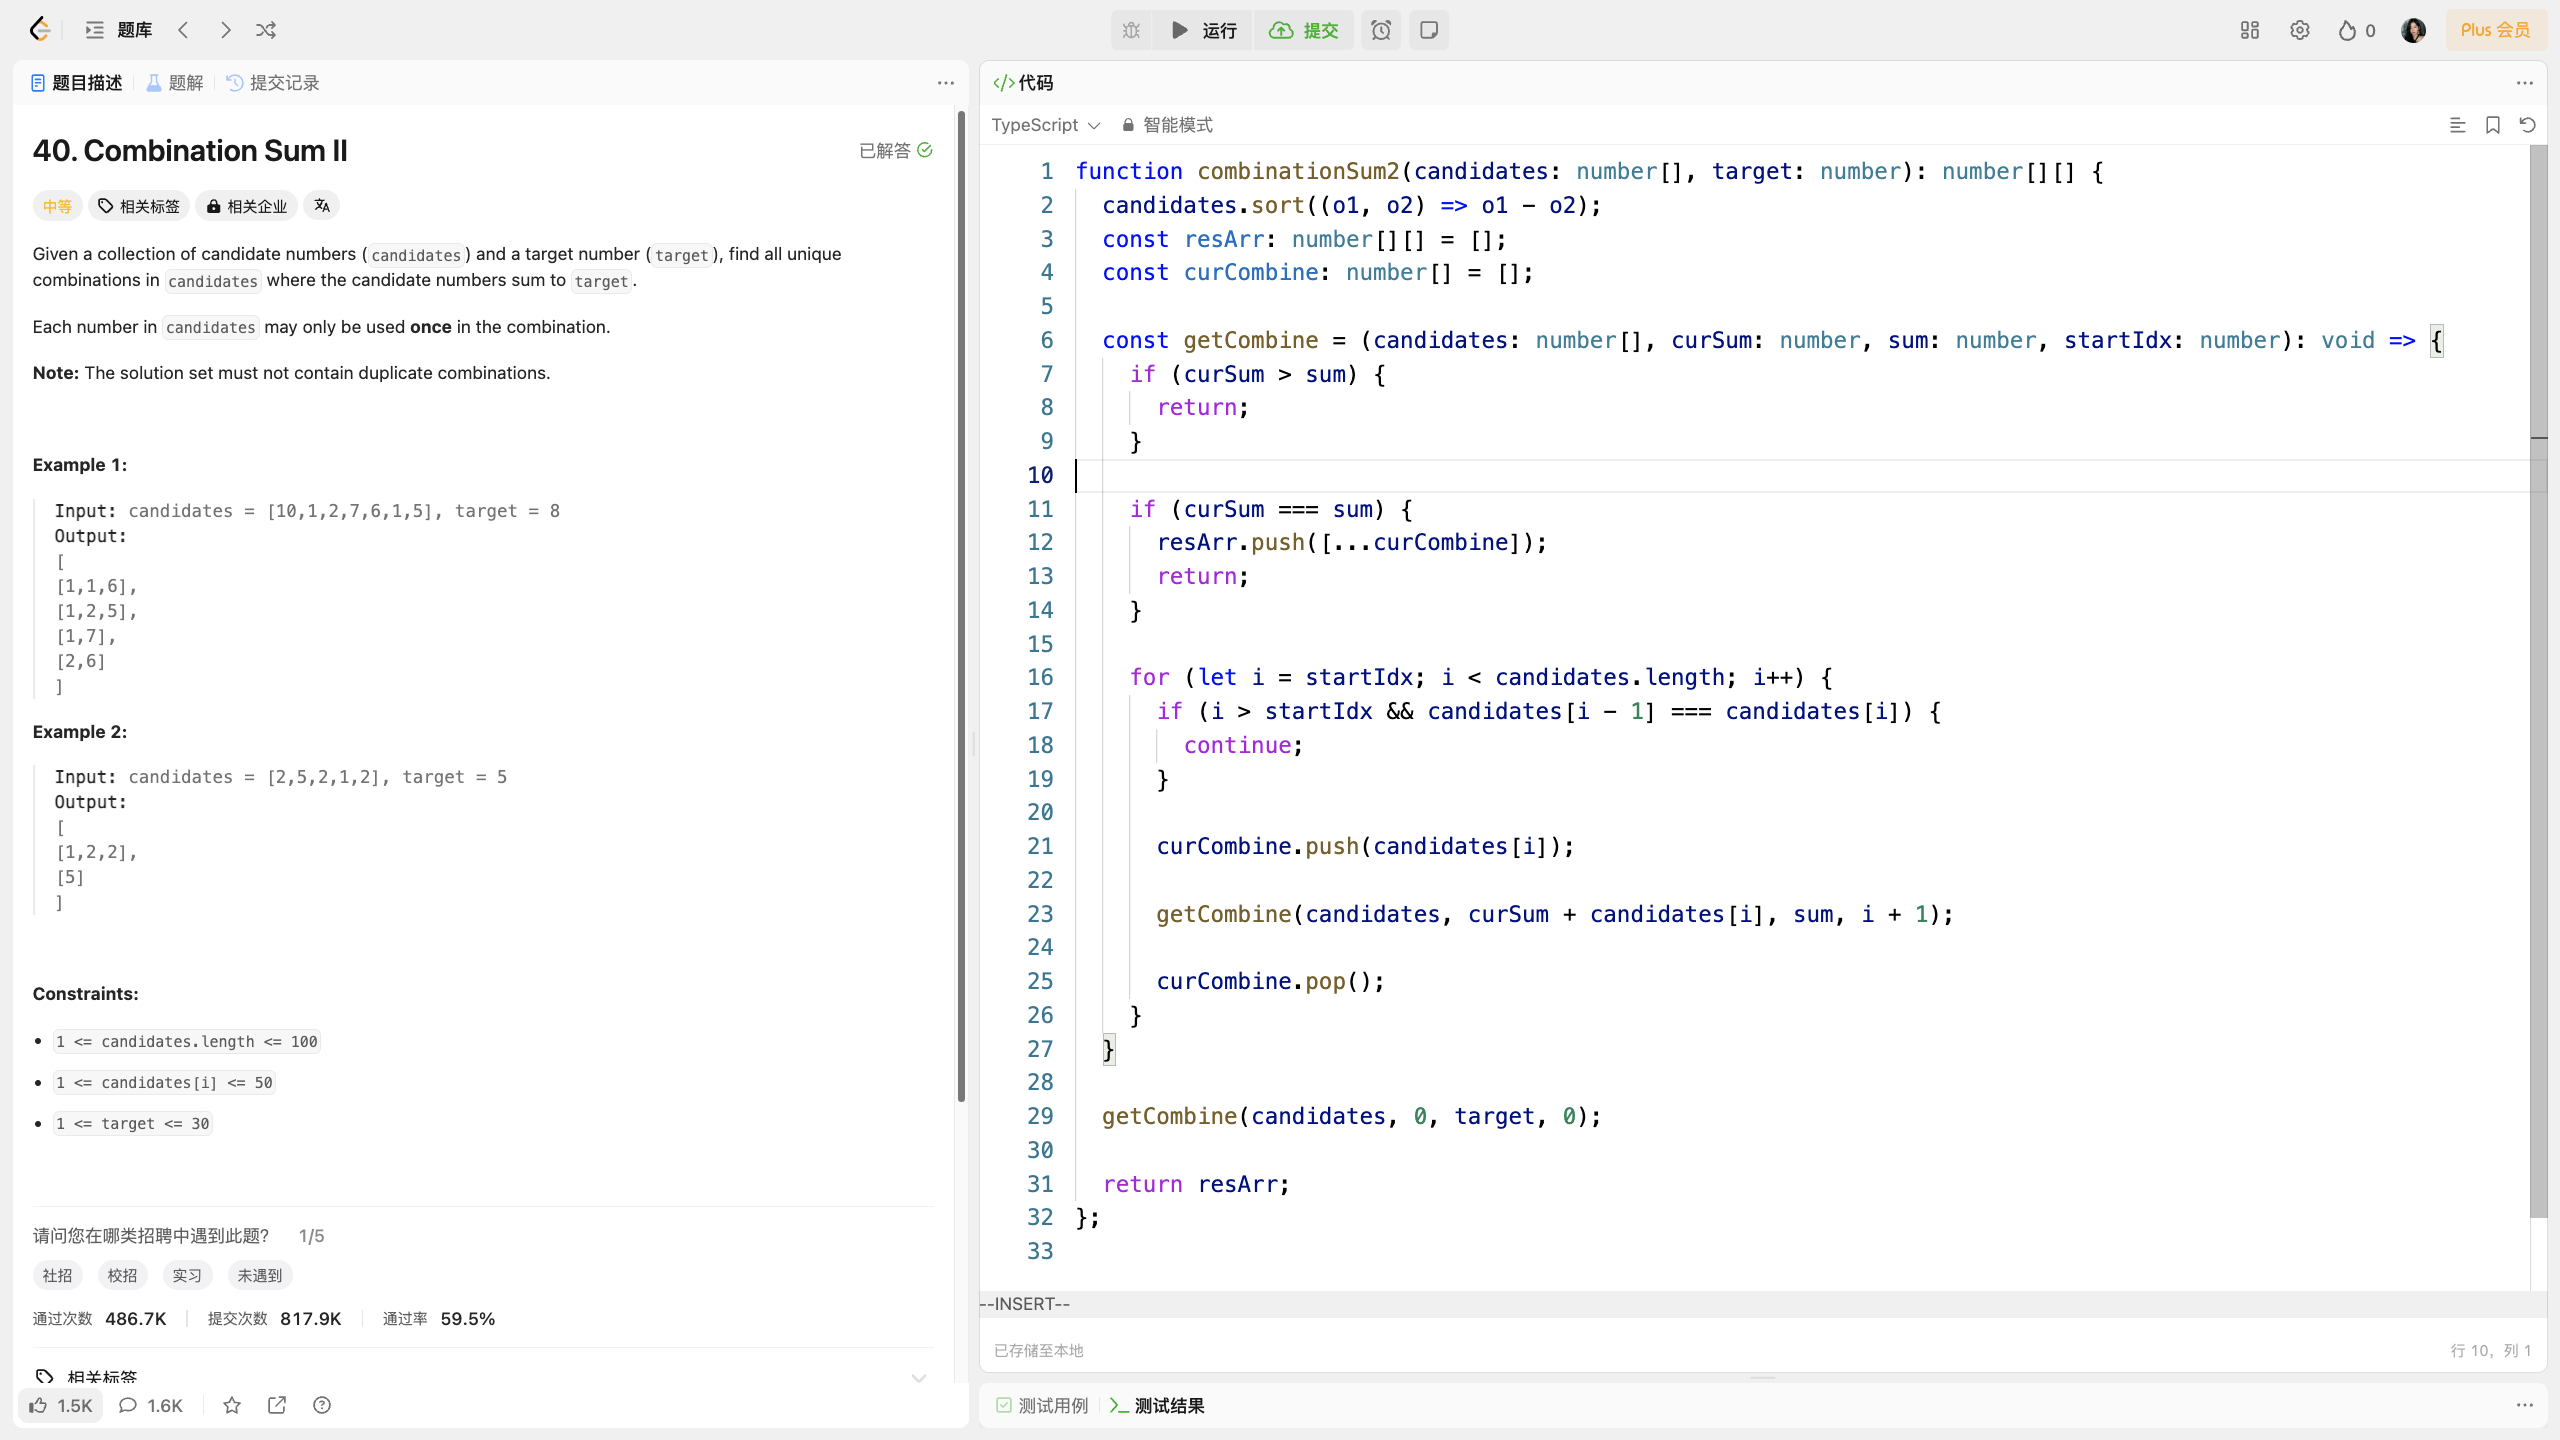 题库
运行
提交
0
Plus 会员
题目描述
题解
提交记录
40. Combination Sum II
已解答
中等
相关标签
相关企业
Given a collection of candidate numbers (candidates) and a target number (target), find all unique
combinations in candidates where the candidate numbers sum to target.
Each number in candidates may only be used once in the combination.
Note: The solution set must not contain duplicate combinations.
Example 1:
Input: candidates = [10,1,2,7,6,1,5], target = 8
Output:
[
[1,1,6],
[1,2,5],
[1,7],
[2,6]
]
Example 2:
Input: candidates = [2,5,2,1,2], target = 5
Output:
[
[1,2,2],
[5]
]
Constraints:
1 <= candidates.length <= 100
1 <= candidates[i] <= 50
1 <= target <= 30
请问您在哪类招聘中遇到此题? 1/5
社招
校招
实习
未遇到
通过次数 486.7K
提交次数 817.9K
通过率 59.5%
相关标签
1.5K
1.6K
</> 代码
TypeScript
智能模式
1 function combinationSum2(candidates: number[], target: number): number[][] {
2 candidates.sort((o1, o2) => o1 - o2);
3 const resArr: number[][] = [];
4 const curCombine: number[] = [];
5
6 const getCombine = (candidates: number[], curSum: number, sum: number, startIdx: number): void => {
7 if (curSum > sum) {
8 return;
9 }
10
11 if (curSum === sum) {
12 resArr.push([...curCombine]);
13 return;
14 }
15
16 for (let i = startIdx; i < candidates.length; i++) {
17 if (i > startIdx && candidates[i - 1] === candidates[i]) {
18 continue;
19 }
20
21 curCombine.push(candidates[i]);
22
23 getCombine(candidates, curSum + candidates[i], sum, i + 1);
24
25 curCombine.pop();
26 }
27 }
28
29 getCombine(candidates, 0, target, 0);
30
31 return resArr;
32 };
33
--INSERT--
已存储至本地
行 10, 列 1
测试用例
测试结果